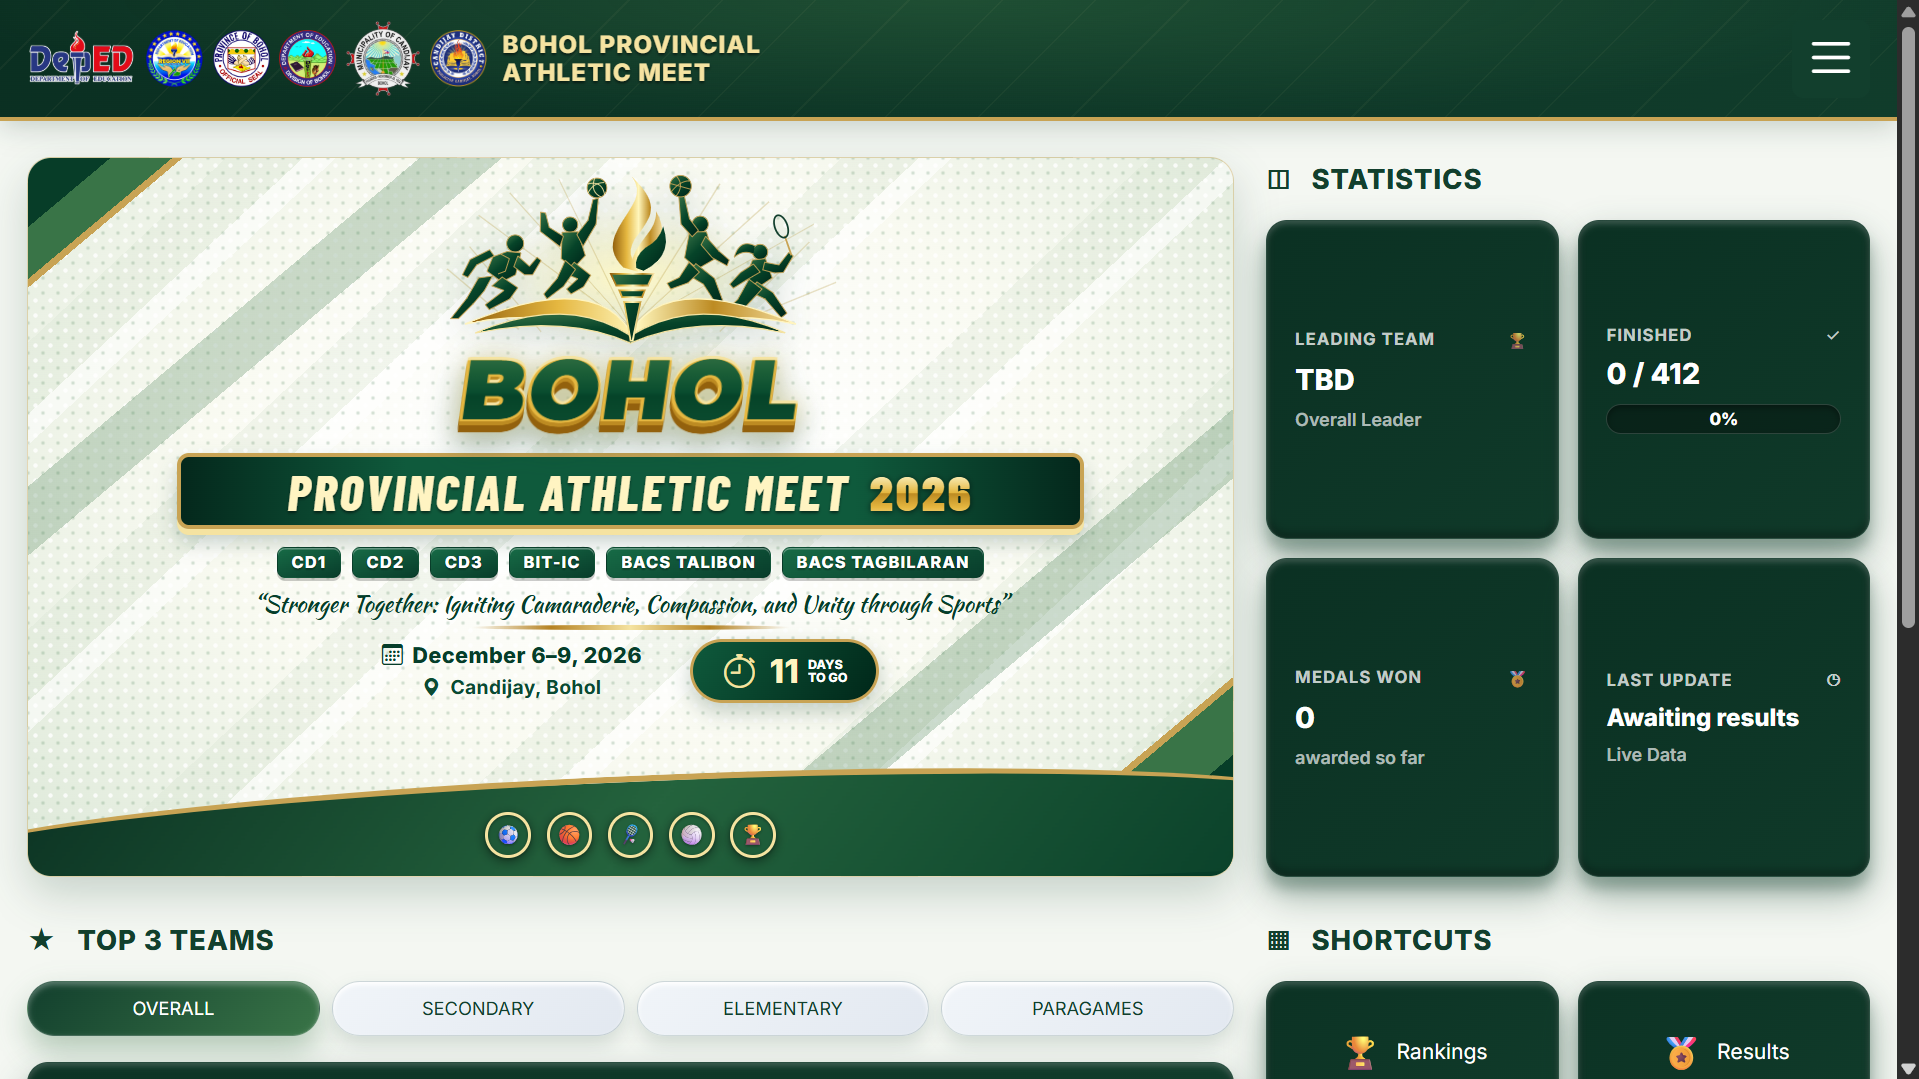 DepED
DEPARTMENT OF EDUCATION
BOHOL PROVINCIAL
ATHLETIC MEET
BOHOL
PROVINCIAL ATHLETIC MEET 2026
CD1 CD2 CD3 BIT-IC BACS TALIBON BACS TAGBILARAN
“Stronger Together: Igniting Camaraderie, Compassion, and Unity through Sports”
December 6–9, 2026
Candijay, Bohol
11 DAYS
TO GO
STATISTICS
LEADING TEAM
TBD
Overall Leader
FINISHED
0 / 412
0%
MEDALS WON
0
awarded so far
LAST UPDATE
Awaiting results
Live Data
TOP 3 TEAMS
OVERALL SECONDARY ELEMENTARY PARAGAMES
SHORTCUTS
Rankings
Results